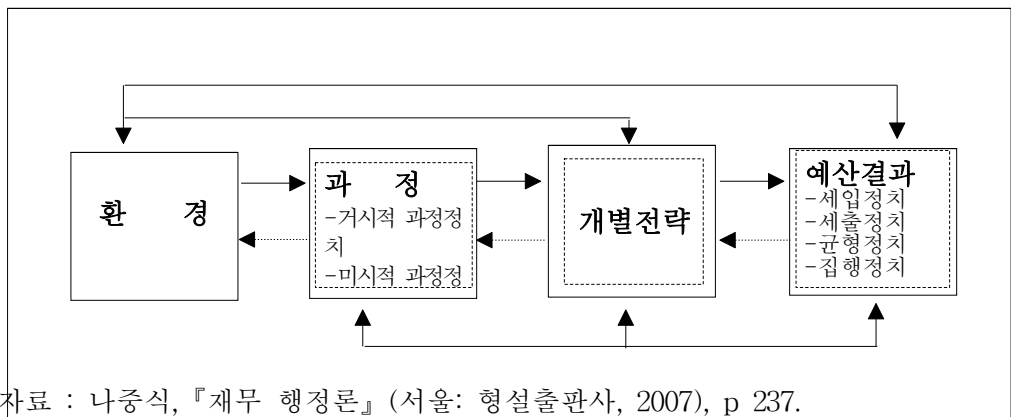 환 경
과 정
-거시적 과정정
치
-미시적 과정정
개별전략
예산결과
-세입정치
-세출정치
-균형정치
-집행정치
자료 : 나중식, 『재무 행정론』 (서울: 형설출판사, 2007), p 237.